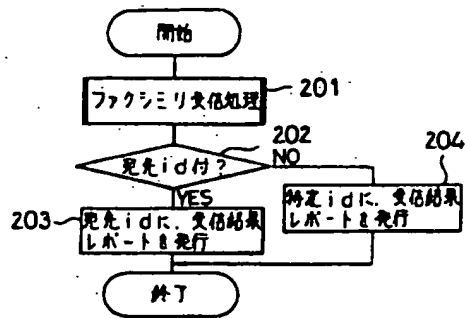 開始
ファクシミリ受信処理
201
202
宛先id付?
NO
YES
204
203
宛先idに、受信結果
レポートを発行
特定idに、受信結果
レポートを発行
終了